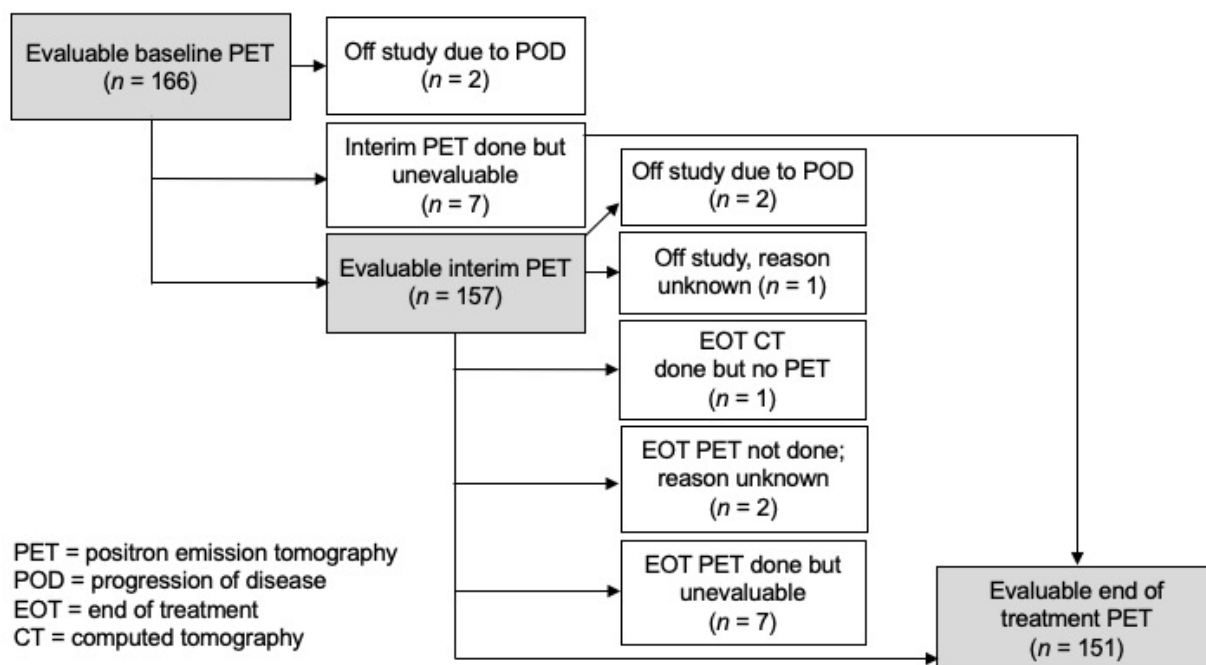 Evaluable baseline PET
(n = 166)
Off study due to POD
(n = 2)
Interim PET done but
unevaluable
(n = 7)
Evaluable interim PET
(n = 157)
Off study due to POD
(n = 2)
Off study, reason
unknown (n = 1)
EOT CT
done but no PET
(n = 1)
EOT PET not done;
reason unknown
(n = 2)
EOT PET done but
unevaluable
(n = 7)
Evaluable end of
treatment PET
(n = 151)
PET = positron emission tomography
POD = progression of disease
EOT = end of treatment
CT = computed tomography